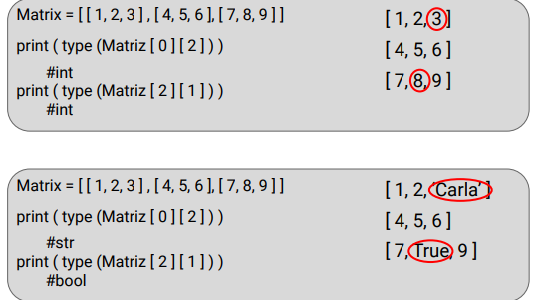 Matrix = [ [ 1, 2, 3 ] , [ 4, 5, 6 ], [ 7, 8, 9 ] ]
print ( type (Matriz [ 0 ] [ 2 ] ) )
#int
print ( type (Matriz [ 2 ] [ 1 ] ) )
#int
[ 1, 2, 3 ]
[ 4, 5, 6 ]
[ 7, 8, 9 ]
Matrix = [ [ 1, 2, 3 ] , [ 4, 5, 6 ], [ 7, 8, 9 ] ]
print ( type (Matriz [ 0 ] [ 2 ] ) )
#str
print ( type (Matriz [ 2 ] [ 1 ] ) )
#bool
[ 1, 2, ‘Carla’ ]
[ 4, 5, 6 ]
[ 7, True, 9 ]